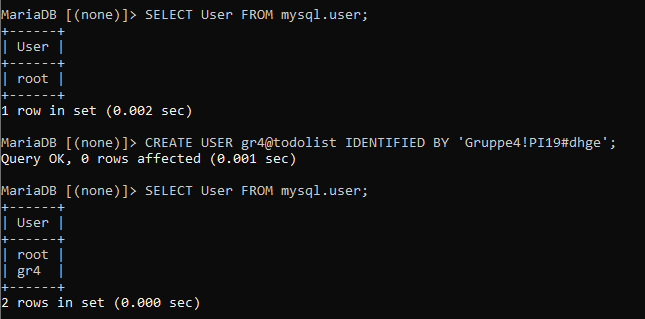 MariaDB [(none)]> SELECT User FROM mysql.user;
+------+
| User |
+------+
| root |
+------+
1 row in set (0.002 sec)
MariaDB [(none)]> CREATE USER gr4@todolist IDENTIFIED BY 'Gruppe4!PI19#dhge';
Query OK, 0 rows affected (0.001 sec)
MariaDB [(none)]> SELECT User FROM mysql.user;
+------+
| User |
+------+
| root |
| gr4  |
+------+
2 rows in set (0.000 sec)